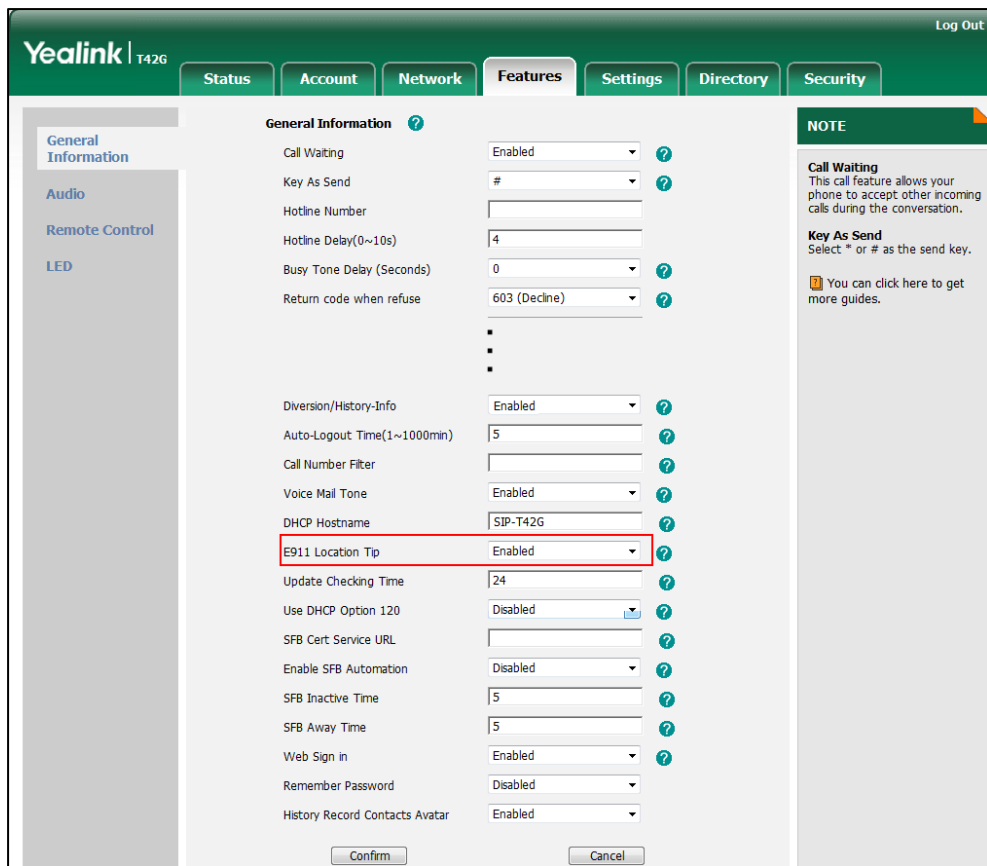 Log Out
Yealink | T42G
Status Account Network Features Settings Directory Security
General
Information
Audio
Remote Control
LED
General Information ?
Call Waiting Enabled ?
Key As Send # ?
Hotline Number
Hotline Delay(0~10s) 4
Busy Tone Delay (Seconds) 0 ?
Return code when refuse 603 (Decline) ?
Diversion/History-Info Enabled ?
Auto-Logout Time(1~1000min) 5 ?
Call Number Filter ?
Voice Mail Tone Enabled ?
DHCP Hostname SIP-T42G ?
E911 Location Tip Enabled ?
Update Checking Time 24 ?
Use DHCP Option 120 Disabled ?
SFB Cert Service URL ?
Enable SFB Automation Disabled ?
SFB Inactive Time 5 ?
SFB Away Time 5 ?
Web Sign in Enabled ?
Remember Password Disabled
History Record Contacts Avatar Enabled
Confirm Cancel
NOTE
Call Waiting
This call feature allows your
phone to accept other incoming
calls during the conversation.
Key As Send
Select * or # as the send key.
? You can click here to get
more guides.